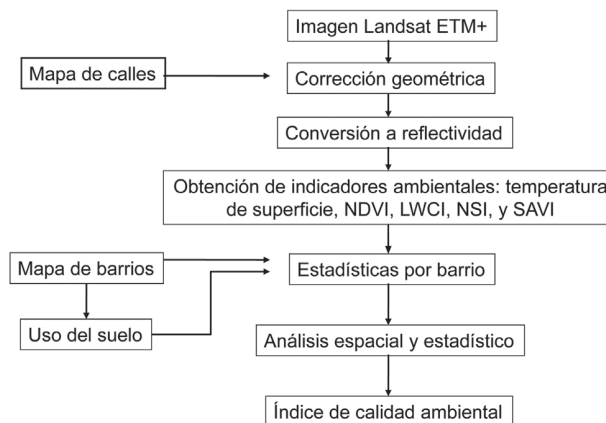 Imagen Landsat ETM+
Mapa de calles
Corrección geométrica
Conversión a reflectividad
Obtención de indicadores ambientales: temperatura
de superficie, NDVI, LWCI, NSI, y SAVI
Mapa de barrios
Estadísticas por barrio
Uso del suelo
Análisis espacial y estadístico
Índice de calidad ambiental